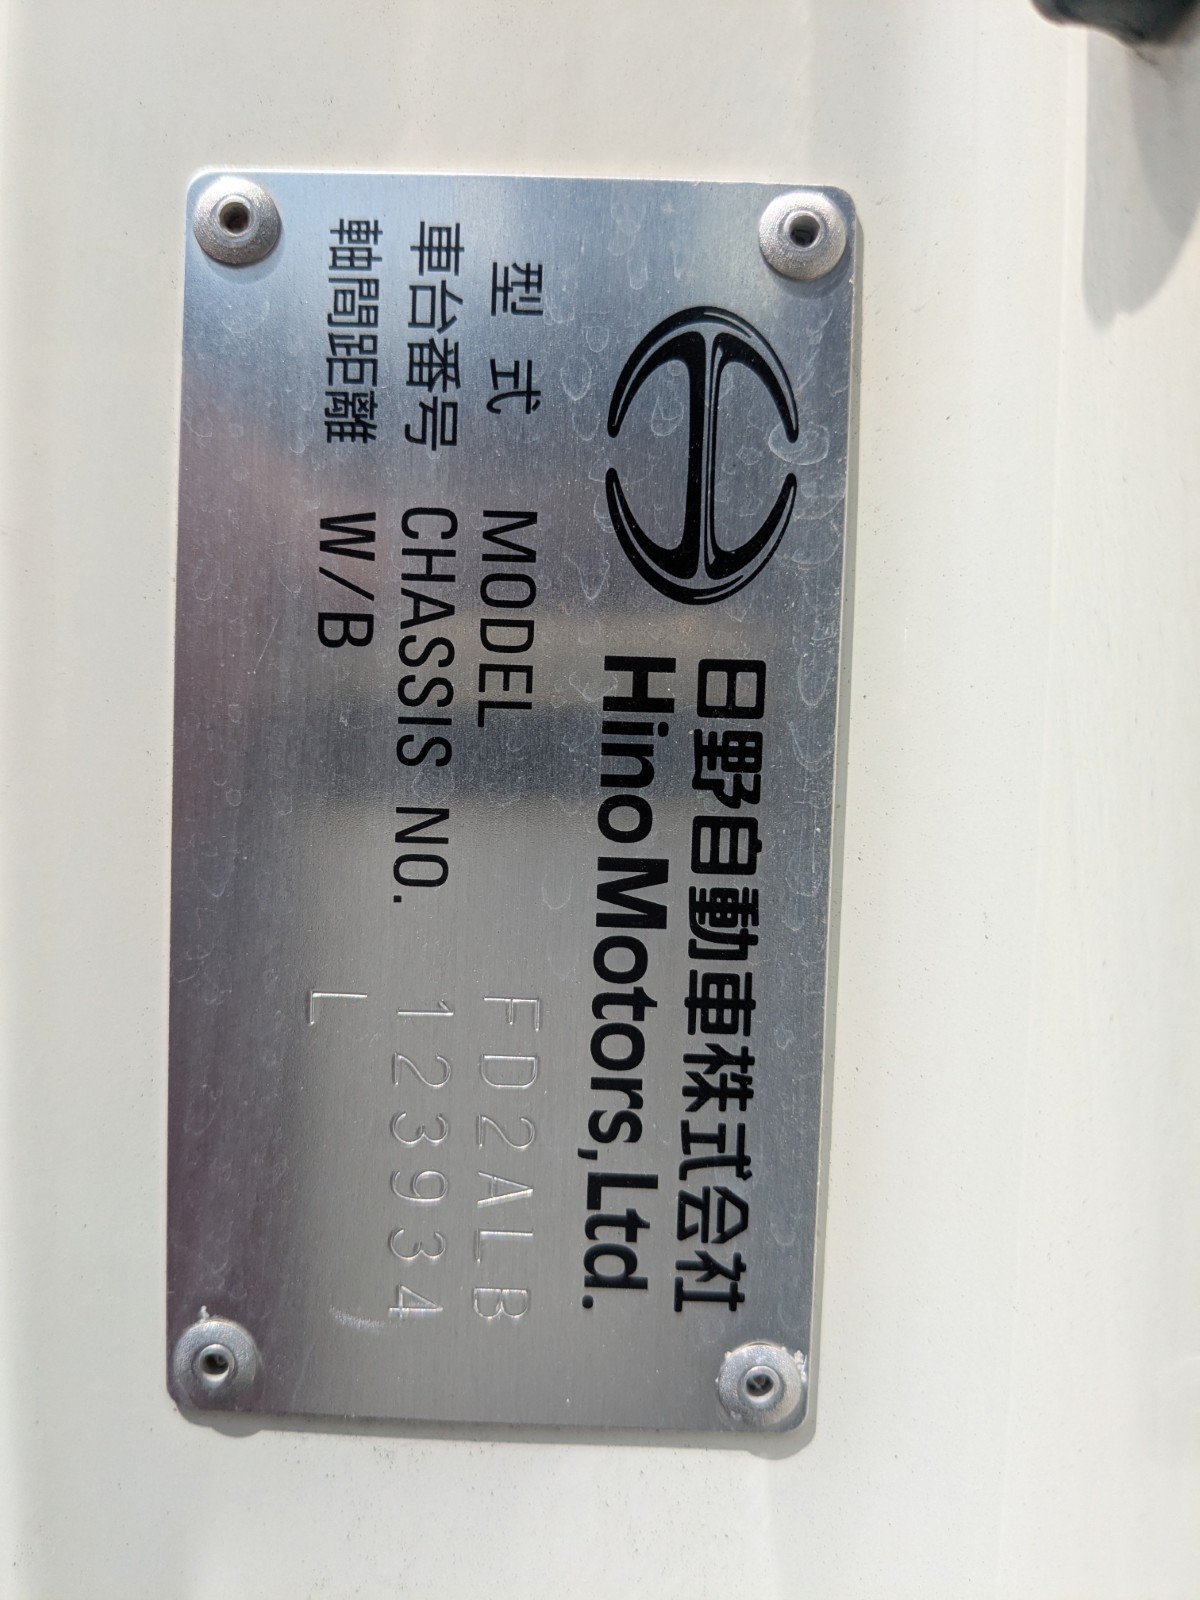 日野自動車株式会社
Hino Motors, Ltd.
型式 MODEL FD2ALB
車台番号 CHASSIS NO. 123934
軸間距離 W/B L